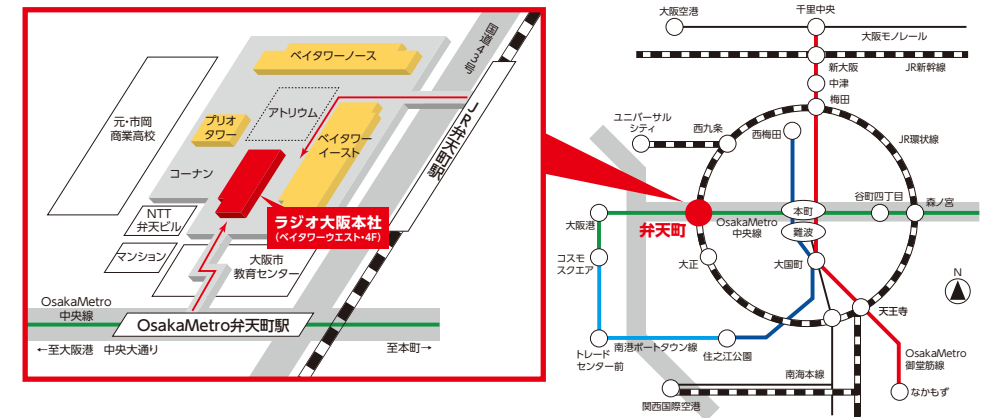 国道43号
ベイタワーノース
アトリウム
元・市岡
商業高校
プリオ
タワー
ベイタワー
イースト
JR弁天町駅
コーナン
NTT
弁天ビル
ラジオ大阪本社
(ベイタワーウエスト・4F)
マンション
大阪市
教育センター
OsakaMetro
中央線
OsakaMetro弁天町駅
←至大阪港
中央大通り
至本町→
大阪空港
千里中央
大阪モノレール
新大阪
JR新幹線
中津
梅田
ユニバーサル
シティ
西九条
西梅田
JR環状線
谷町四丁目
森ノ宮
本町
弁天町
OsakaMetro
中央線
難波
大阪港
コスモ
スクエア
大正
大国町
N
天王寺
トレード
センター前
南港ポートタウン線
住之江公園
南海本線
OsakaMetro
御堂筋線
なかもず
関西国際空港